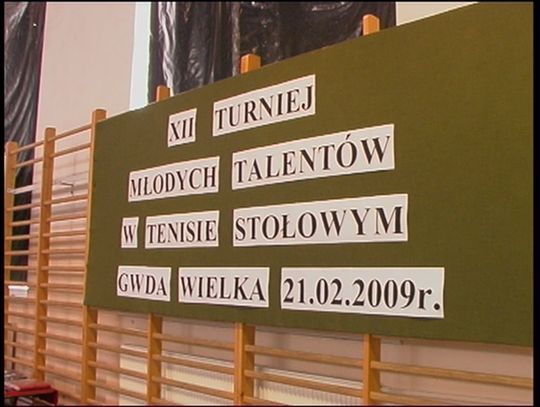 XII TURNIEJ
MŁODYCH TALENTÓW
W TENISIE STOŁOWYM
GWDA WIELKA 21.02.2009r.